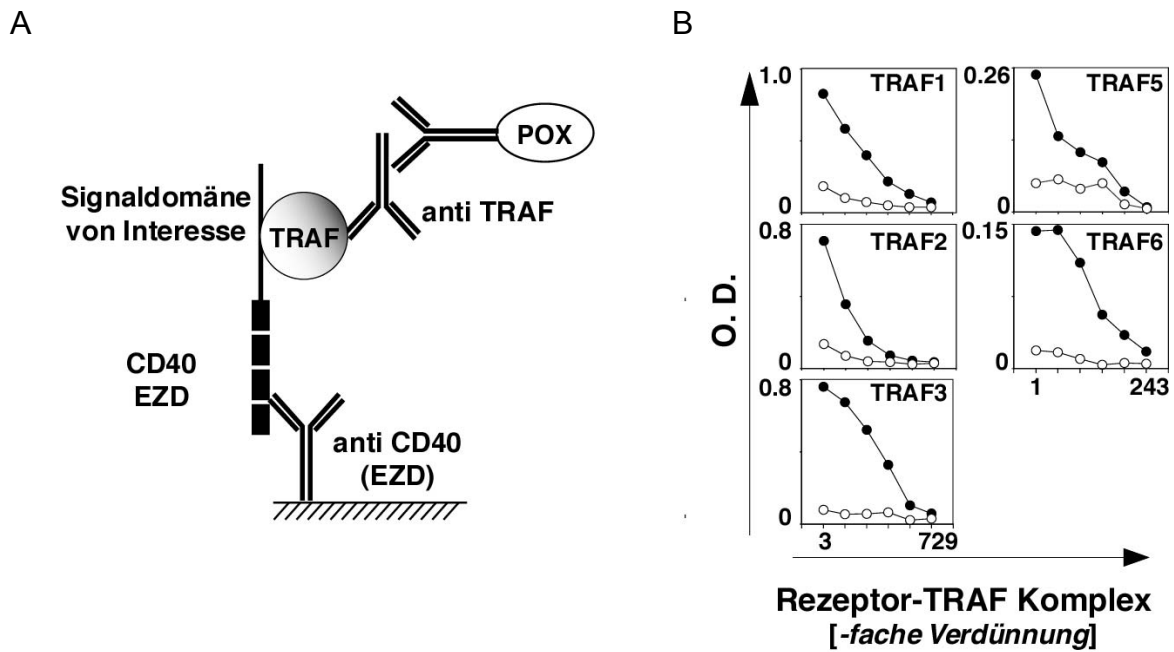 A
Signaldomäne
von Interesse
TRAF
POX
anti TRAF
CD40
EZD
anti CD40
(EZD)
B
O. D.
1.0
TRAF1
0
0.26
TRAF5
0
0.8
TRAF2
0
0.15
TRAF6
0
1
243
0.8
TRAF3
0
3
729
Rezeptor-TRAF Komplex
[-fache Verdünnung]